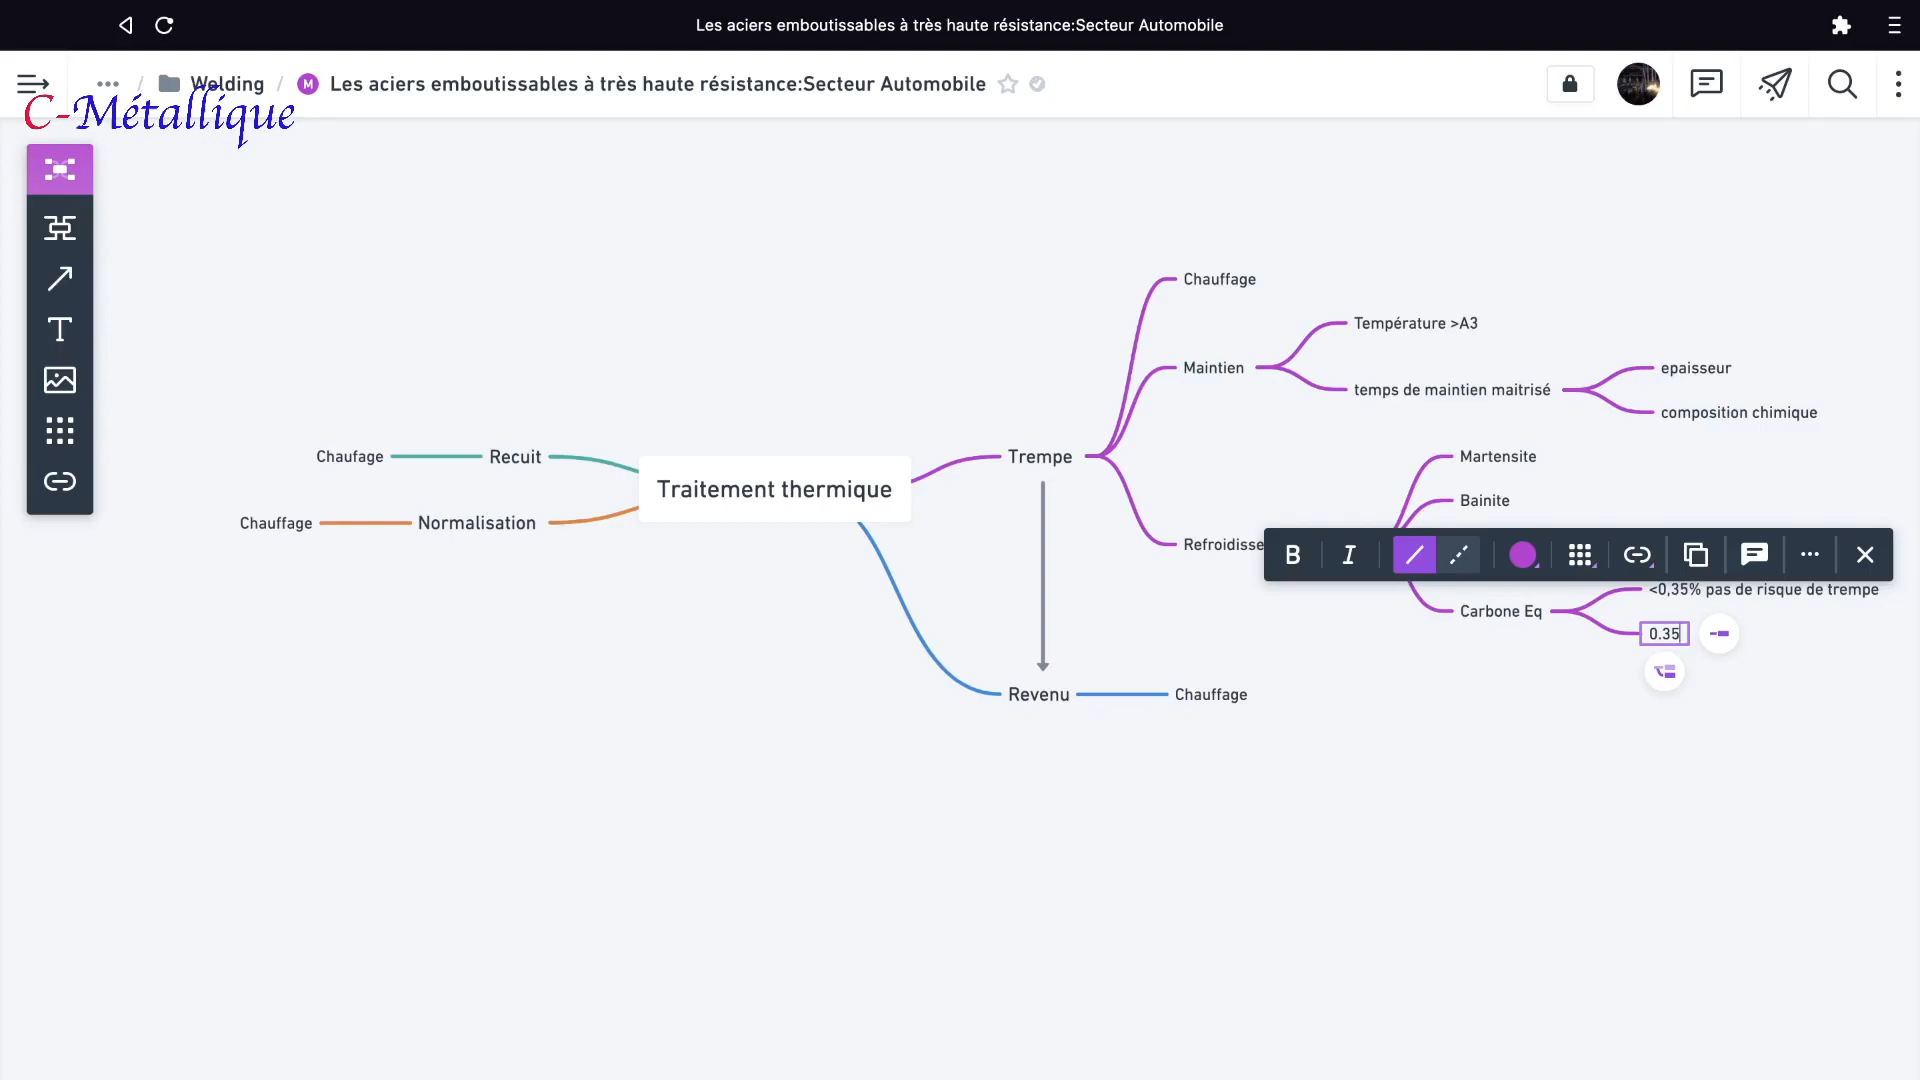 Les aciers emboutissables à très haute résistance:Secteur Automobile
... / Welding / M Les aciers emboutissables à très haute résistance:Secteur Automobile
C-Métallique
Chauffage
Température >A3
Maintien
temps de maintien maitrisé
epaisseur
composition chimique
Chaufage
Recuit
Trempe
Martensite
Traitement thermique
Bainite
Chauffage
Normalisation
Refroidisse
B I
<0,35% pas de risque de trempe
Carbone Eq
0.35
Revenu
Chauffage